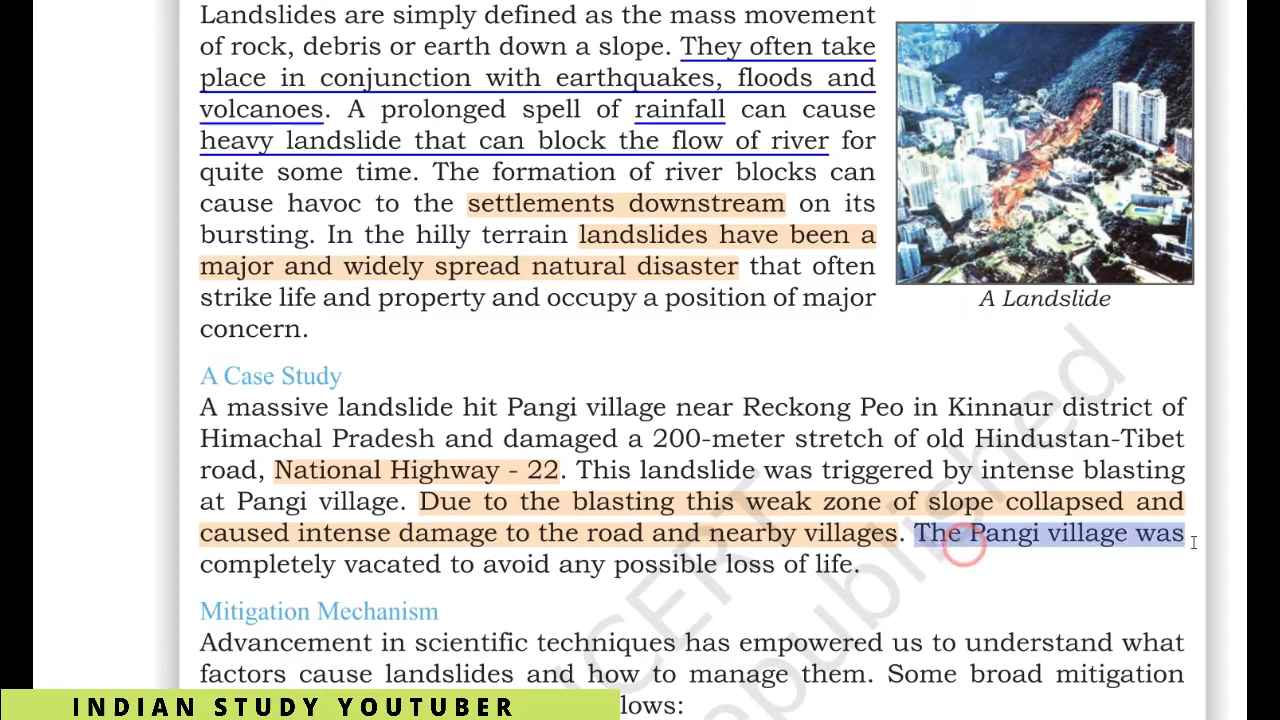 Landslides are simply defined as the mass movement
of rock, debris or earth down a slope. They often take
place in conjunction with earthquakes, floods and
volcanoes. A prolonged spell of rainfall can cause
heavy landslide that can block the flow of river for
quite some time. The formation of river blocks can
cause havoc to the settlements downstream on its
bursting. In the hilly terrain landslides have been a
major and widely spread natural disaster that often
strike life and property and occupy a position of major
concern.
A Landslide
A Case Study
A massive landslide hit Pangi village near Reckong Peo in Kinnaur district of
Himachal Pradesh and damaged a 200-meter stretch of old Hindustan-Tibet
road, National Highway - 22. This landslide was triggered by intense blasting
at Pangi village. Due to the blasting this weak zone of slope collapsed and
caused intense damage to the road and nearby villages. The Pangi village was
completely vacated to avoid any possible loss of life.
Mitigation Mechanism
Advancement in scientific techniques has empowered us to understand what
factors cause landslides and how to manage them. Some broad mitigation
lows:
INDIAN STUDY YOUTUBER